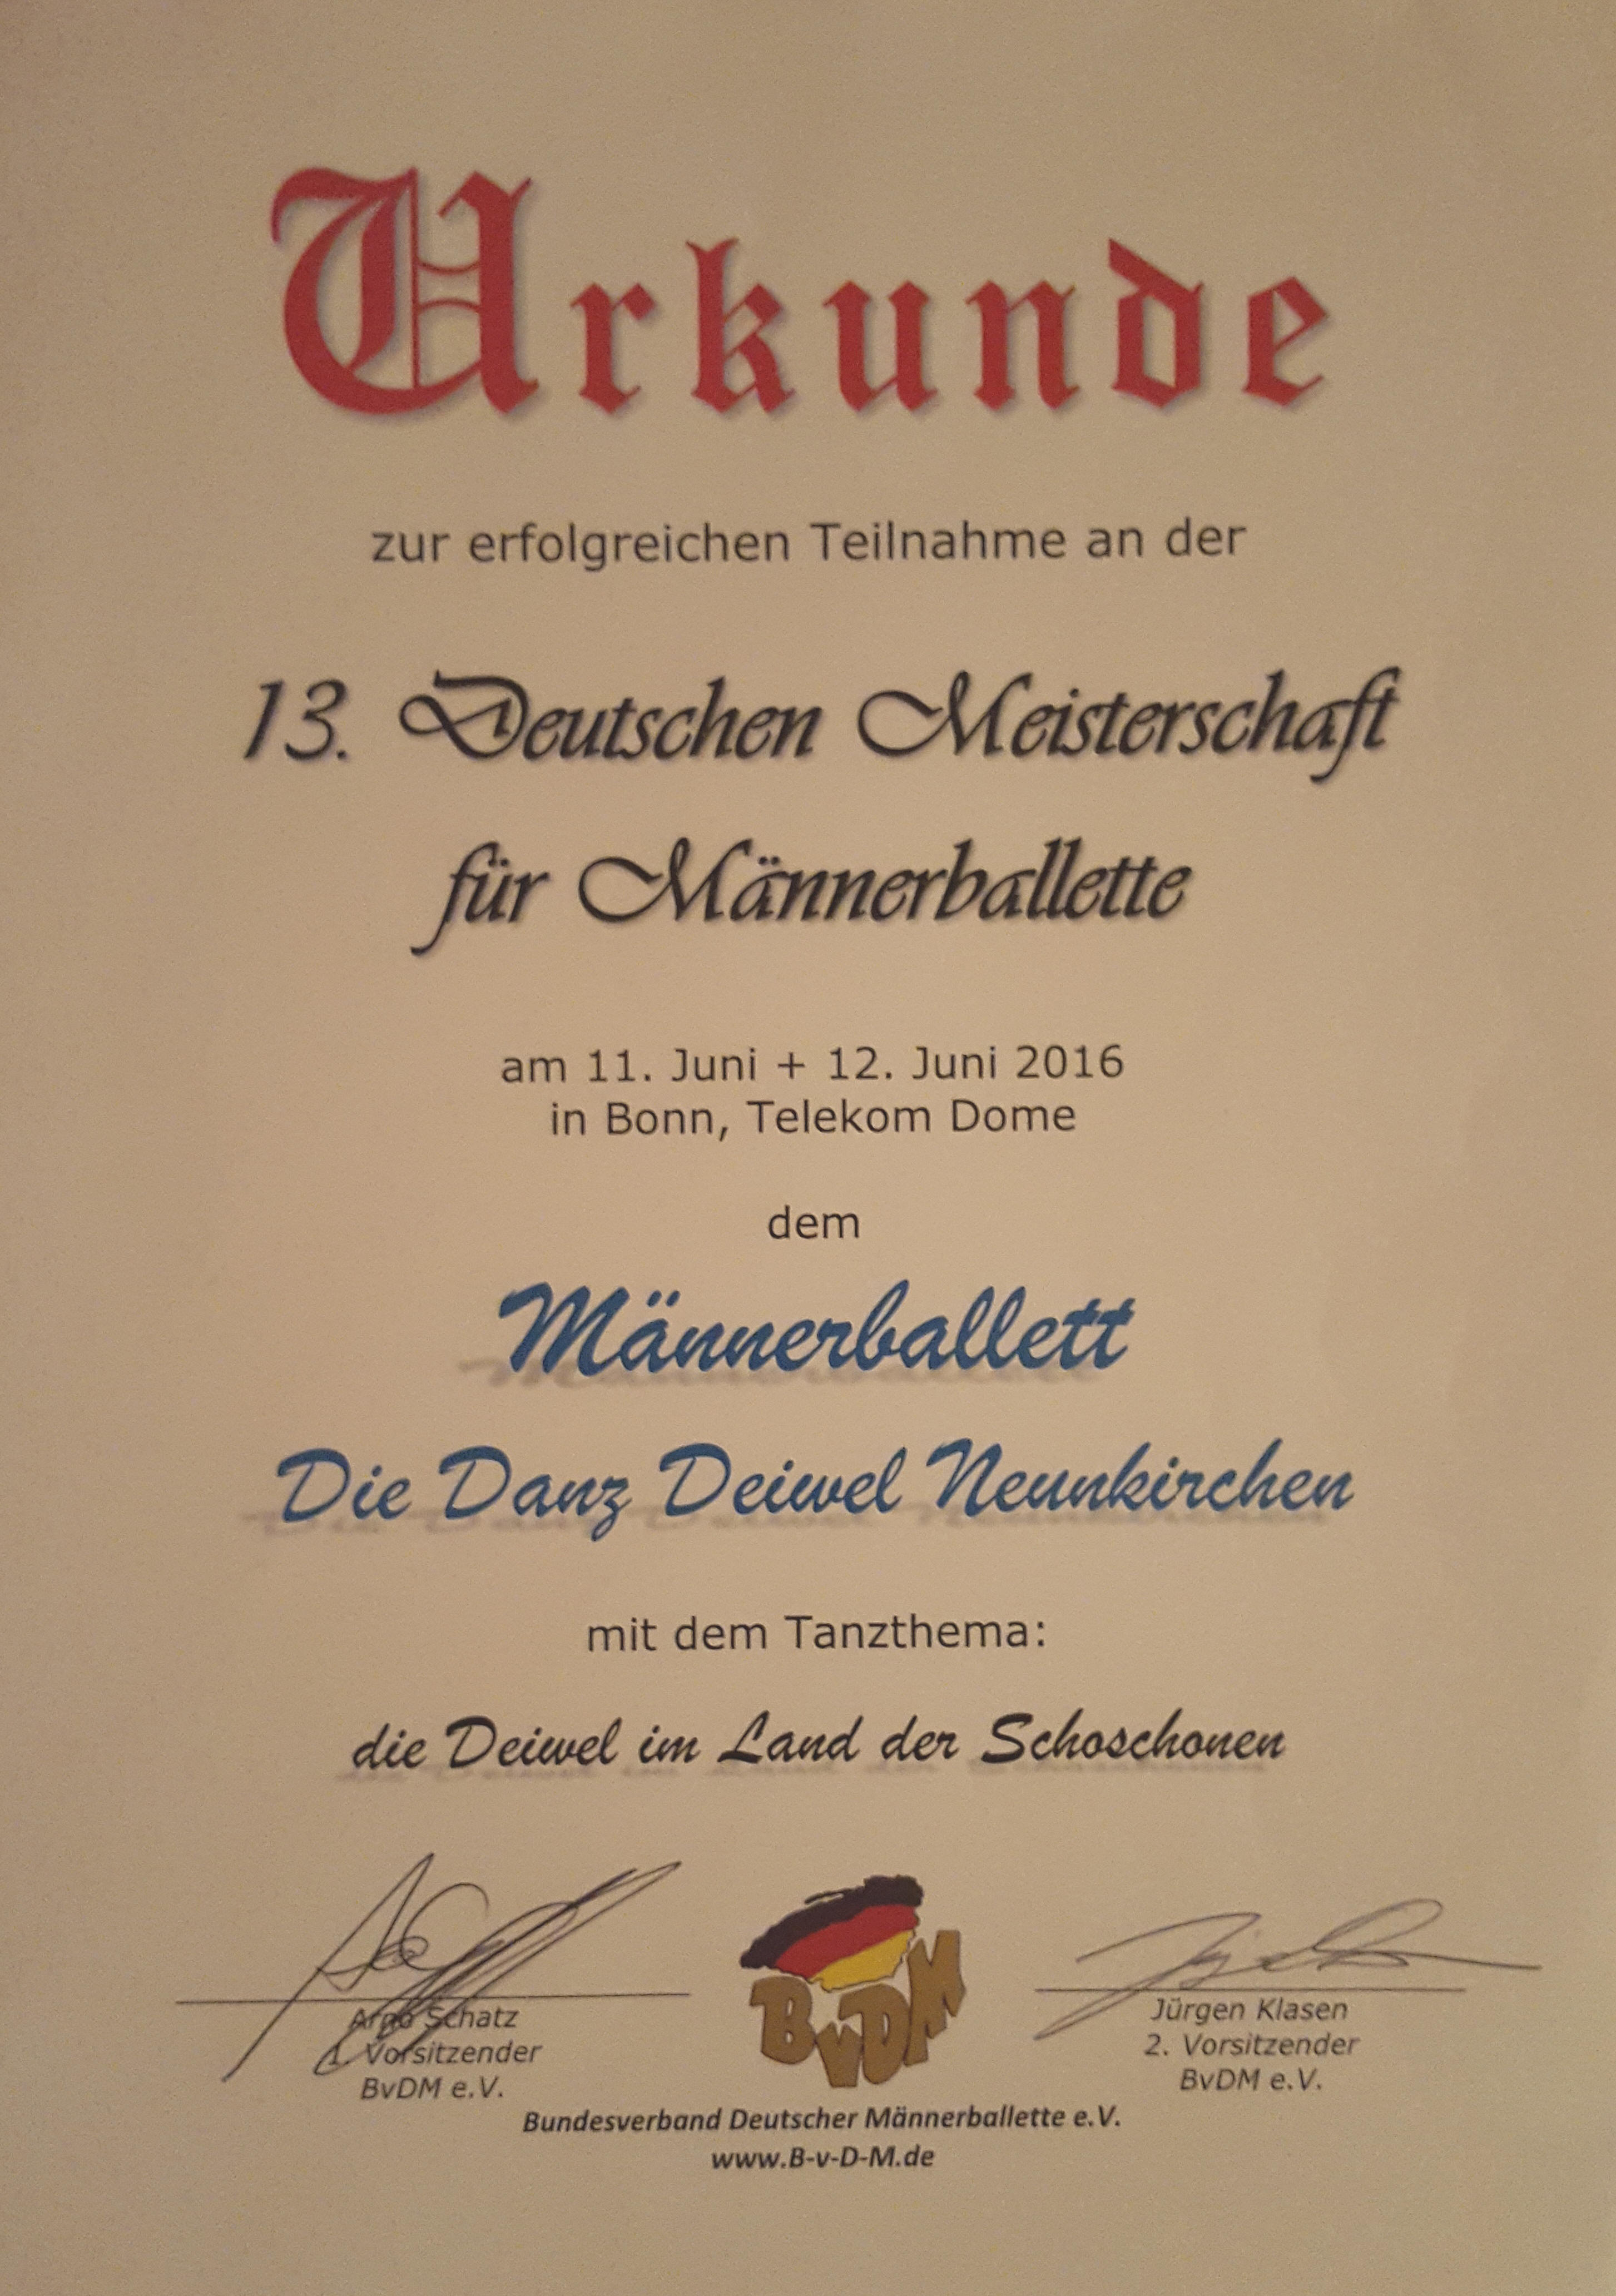 Urkunde
zur erfolgreichen Teilnahme an der
13. Deutschen Meisterschaft
für Männerballette
am 11. Juni + 12. Juni 2016
in Bonn, Telekom Dome
dem
Männerballett
Die Danz Deiwel Neunkirchen
mit dem Tanzthema:
die Deiwel im Land der Schoschonen
BvDM
Schatz
1. Vorsitzender
BvDM e.V.
Jürgen Klasen
2. Vorsitzender
BvDM e.V.
Bundesverband Deutscher Männerballette e.V.
www.B-v-D-M.de